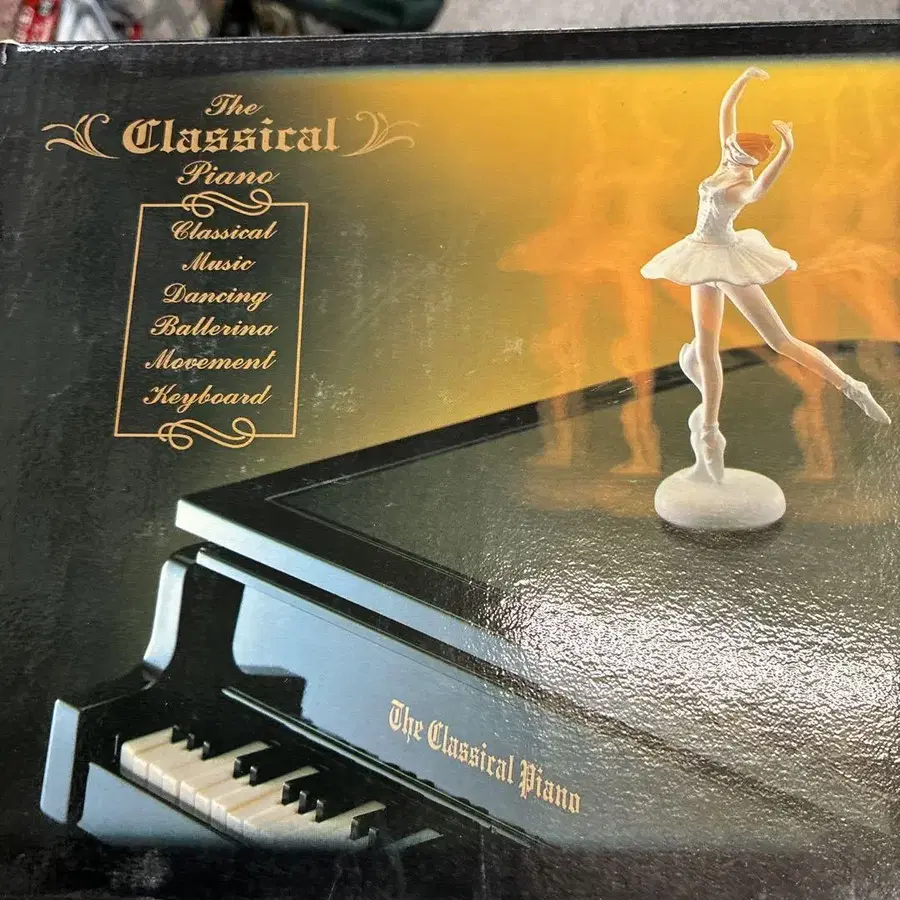 The
Classical
Piano
Classical
Music
Dancing
Ballerina
Movement
Keyboard
The Classical Piano